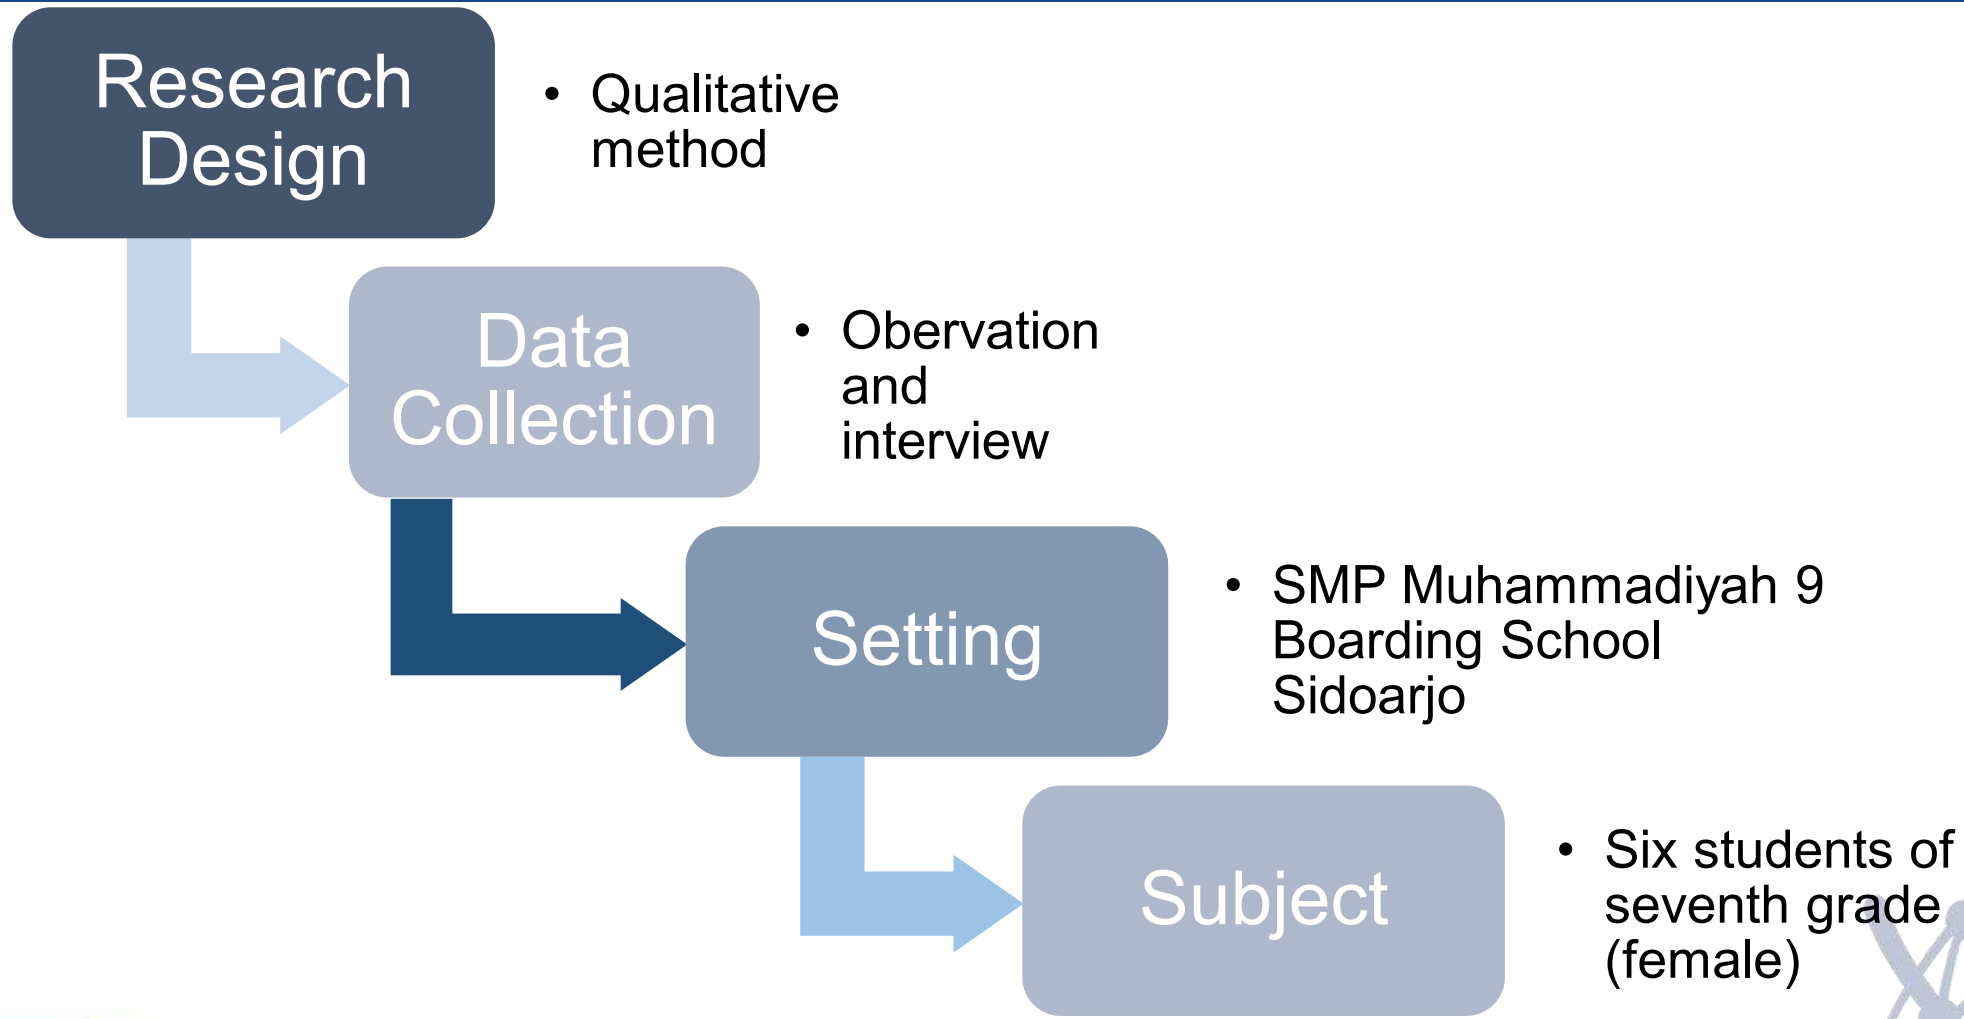 Research
Design
• Qualitative
method
Data
Collection
• Obervation
and
interview
Setting
• SMP Muhammadiyah 9
Boarding School
Sidoarjo
Subject
• Six students of
seventh grade
(female)